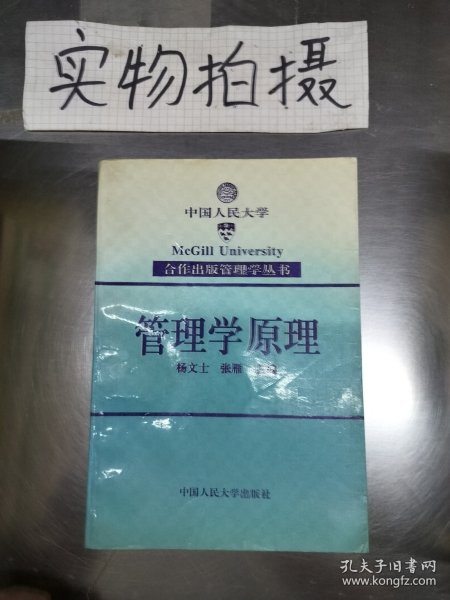 实物拍摄
中国人民大学
McGill University
合作出版管理学丛书
管理学原理
杨文士 张雁 主编
中国人民大学出版社
孔夫子旧书网
www.kongfz.com